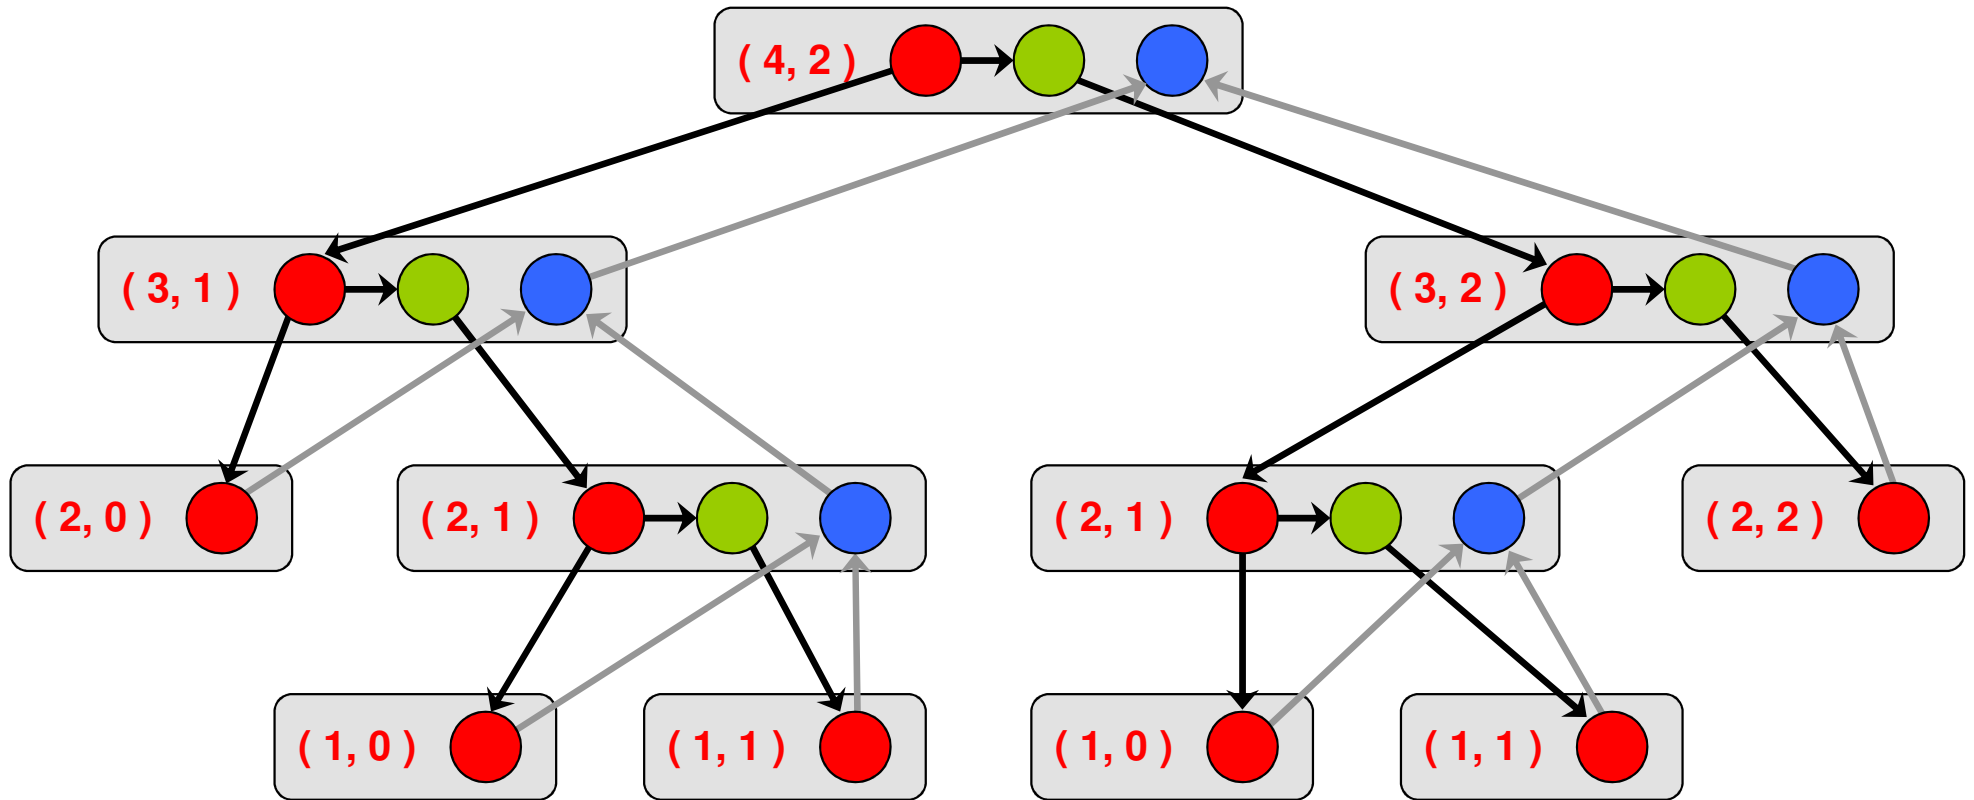 ( 4, 2 )
( 3, 1 )
( 3, 2 )
( 2, 0 )
( 2, 1 )
( 2, 1 )
( 2, 2 )
( 1, 0 )
( 1, 1 )
( 1, 0 )
( 1, 1 )